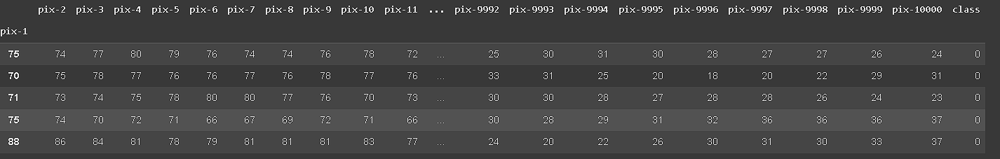 pix-2 pix-3 pix-4 pix-5 pix-6 pix-7 pix-8 pix-9 pix-10 pix-11 ... pix-9992 pix-9993 pix-9994 pix-9995 pix-9996 pix-9997 pix-9998 pix-9999 pix-10000 class
pix-1
75 74 77 80 79 76 74 74 76 78 72 ... 25 30 31 30 28 27 27 26 24 0
70 75 78 77 76 76 77 76 78 77 76 ... 33 31 25 20 18 20 22 29 31 0
71 73 74 75 78 80 80 77 76 70 73 ... 30 30 28 27 28 28 26 24 23 0
75 74 70 72 71 66 67 69 72 71 66 ... 30 28 29 31 32 36 36 36 37 0
88 86 84 81 78 79 81 81 81 83 77 ... 24 20 22 26 30 31 30 33 37 0